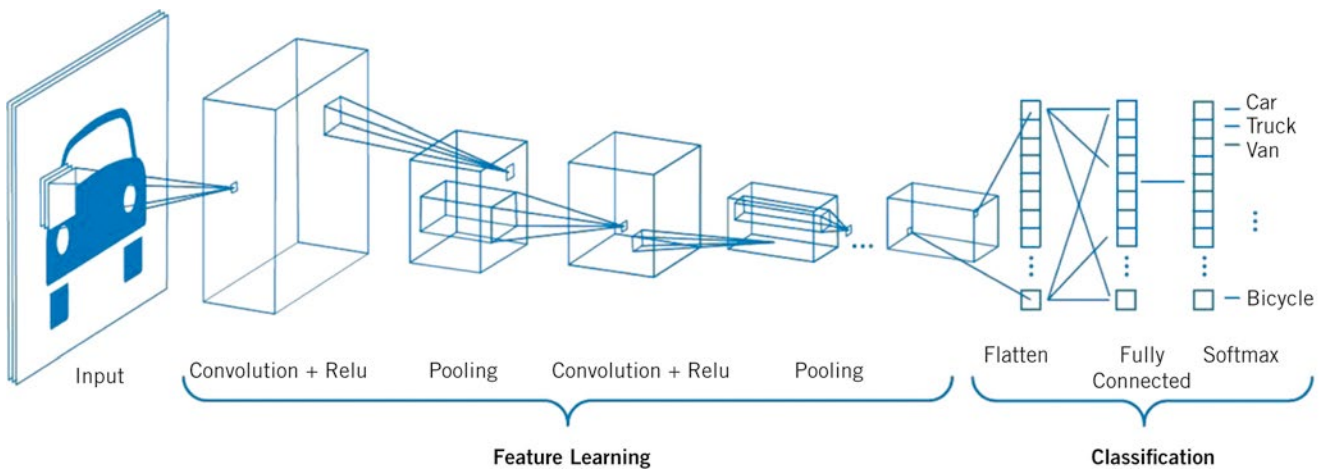 Car
Truck
Van
Bicycle
Input
Convolution + Relu
Pooling
Convolution + Relu
Pooling
Flatten
Fully
Connected
Softmax
Feature Learning
Classification